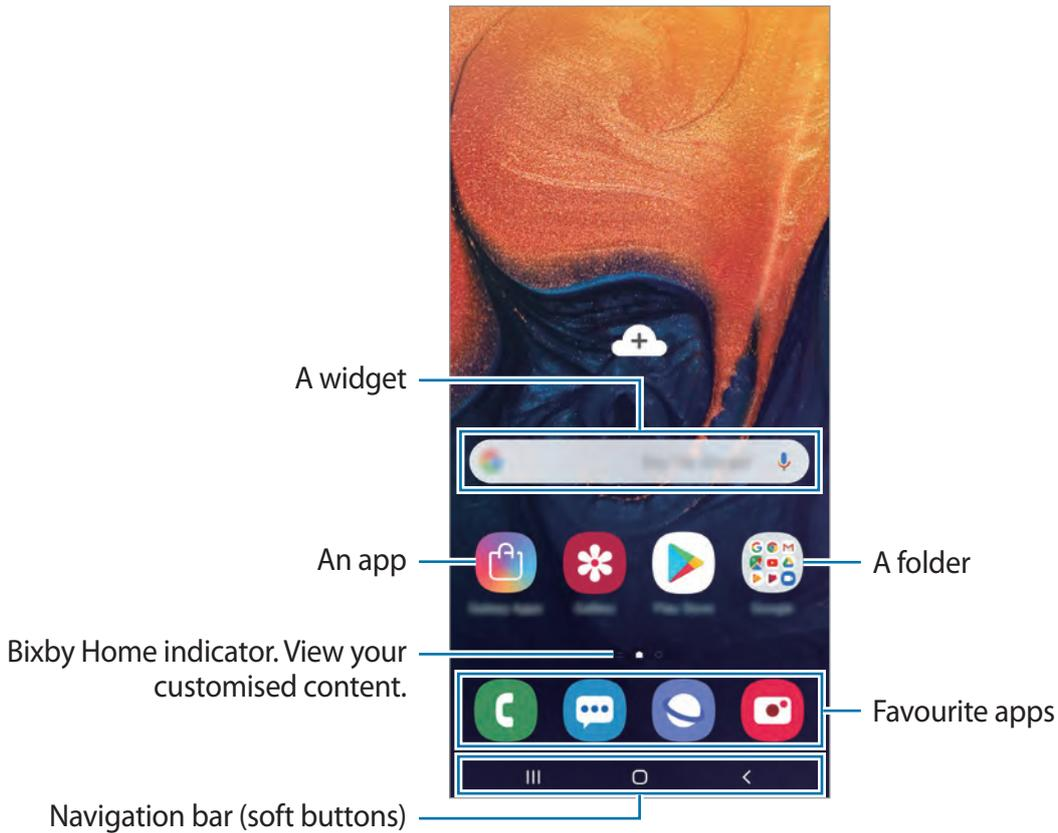 A widget
An app
A folder
Bixby Home indicator. View your
customised content.
Favourite apps
Navigation bar (soft buttons)